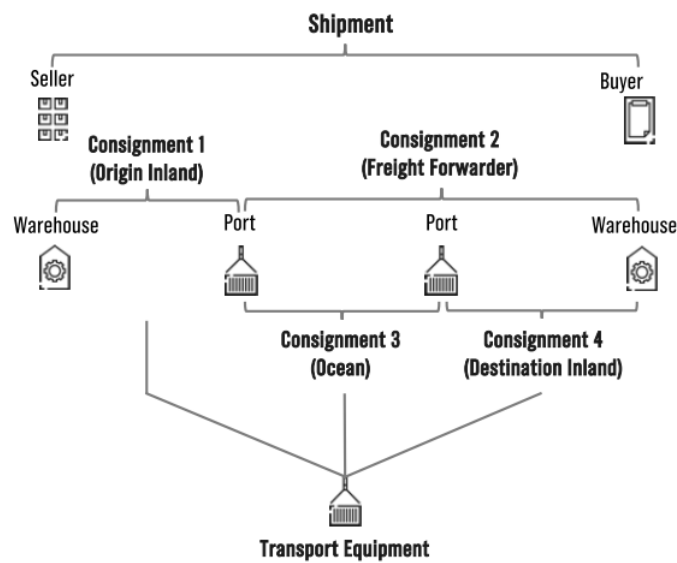 Shipment
Seller
Buyer
Consignment 1
(Origin Inland)
Consignment 2
(Freight Forwarder)
Warehouse
Port
Port
Warehouse
Consignment 3
(Ocean)
Consignment 4
(Destination Inland)
Transport Equipment